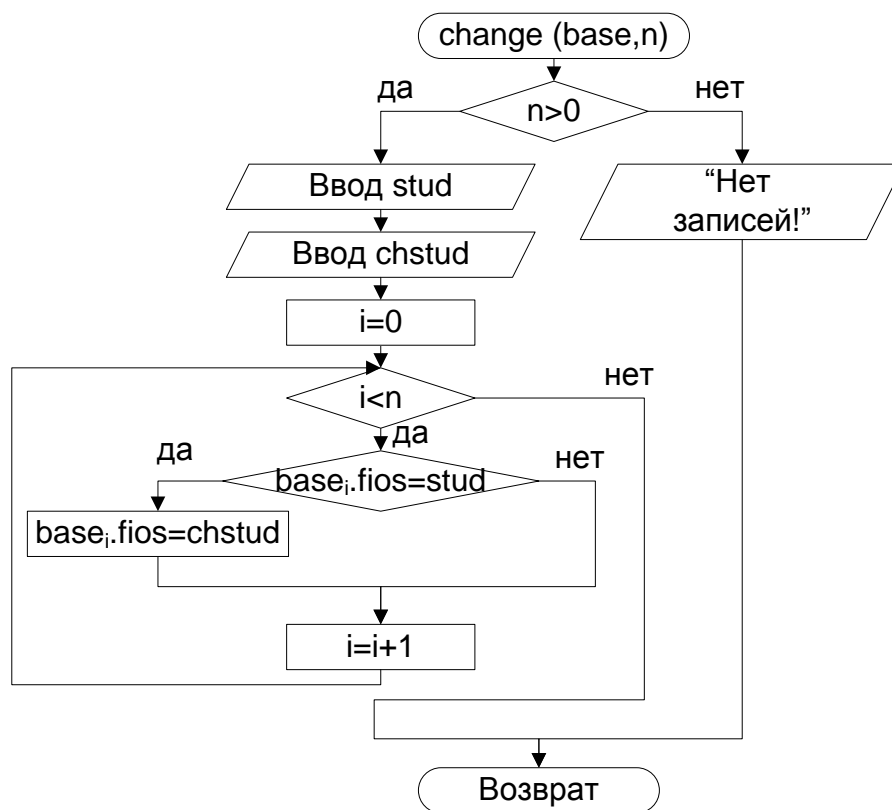 change (base,n)
да
нет
n>0
Ввод stud
“Нет
записей!”
Ввод chstud
i=0
нет
i<n
да
да
нет
baseᵢ.fios=stud
baseᵢ.fios=chstud
i=i+1
Возврат